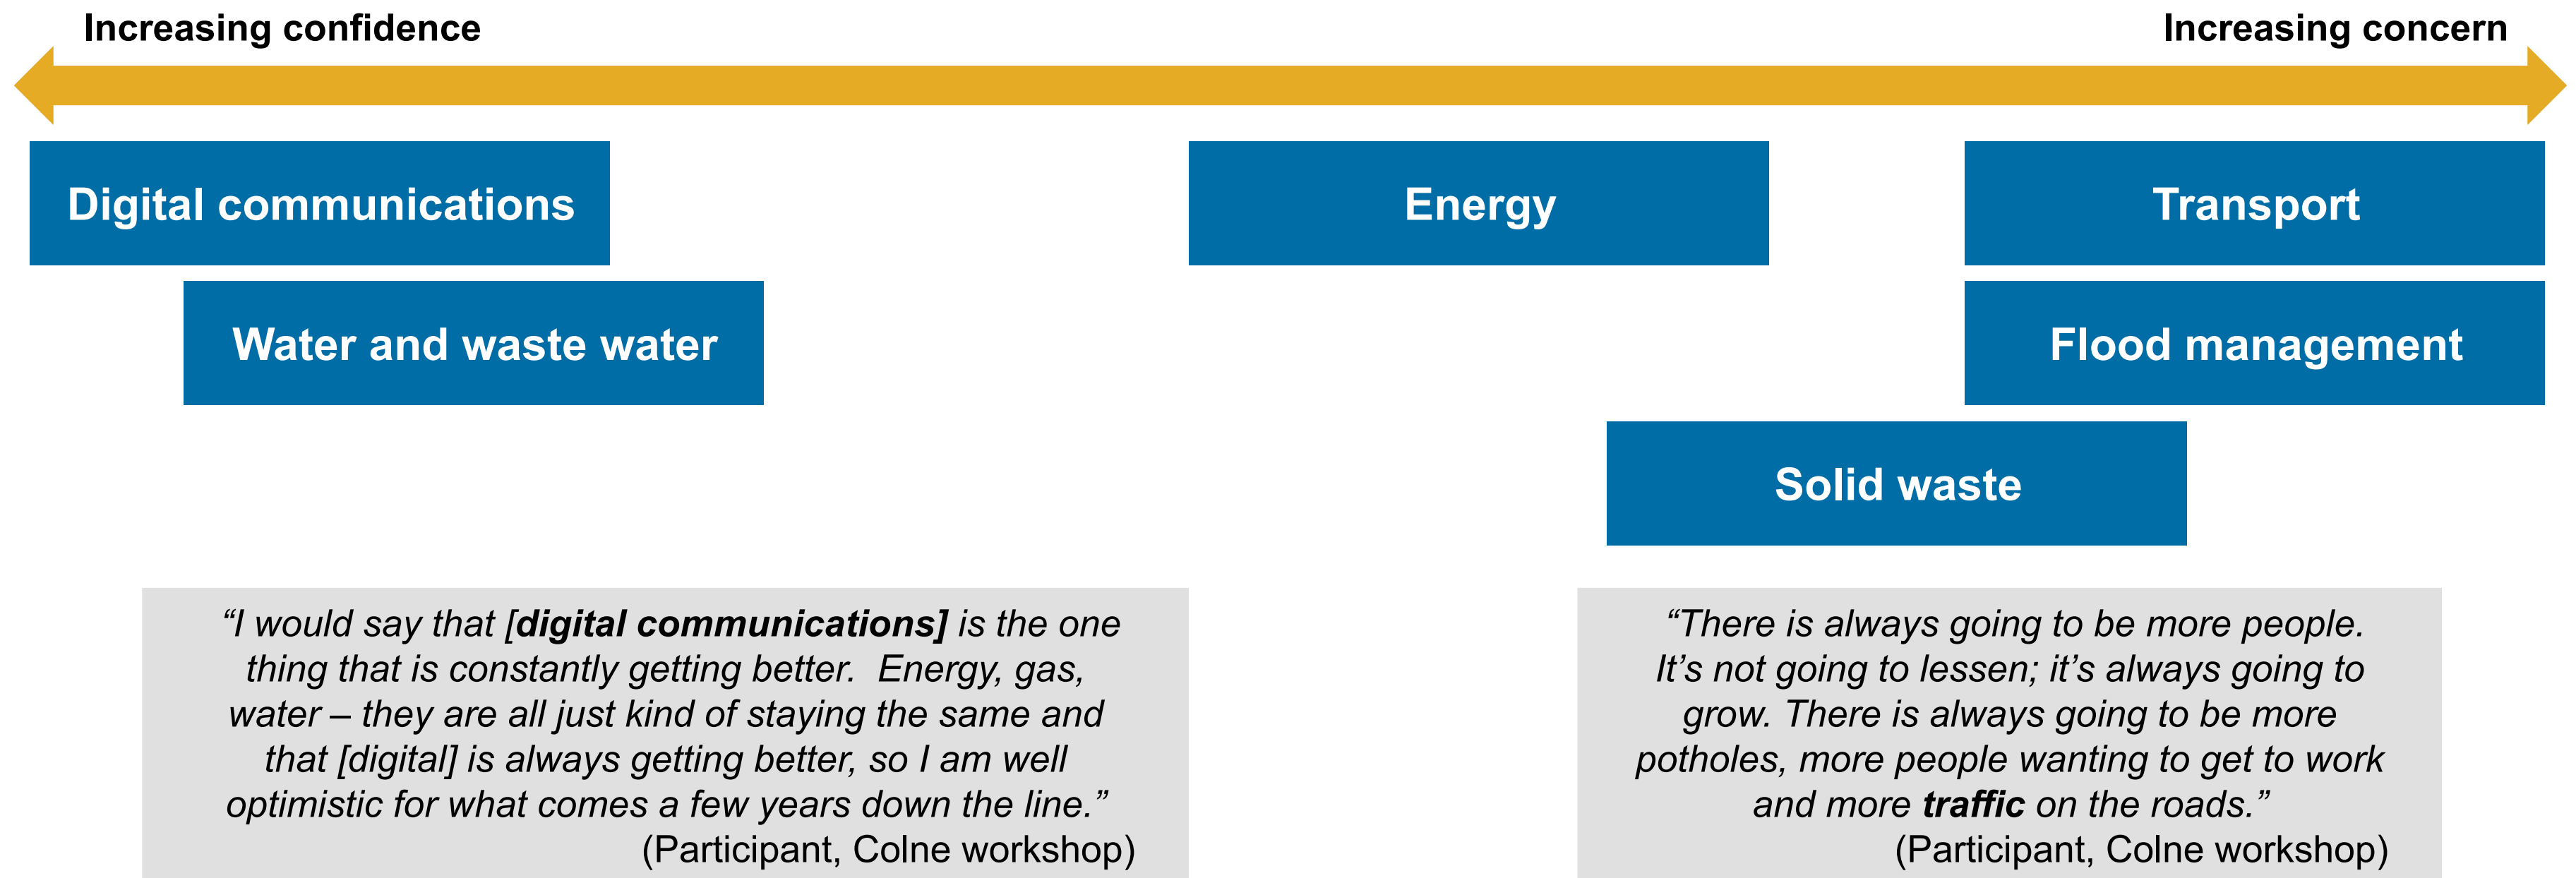 Increasing confidence
Increasing concern
Digital communications
Energy
Transport
Water and waste water
Flood management
Solid waste
“I would say that [digital communications] is the one
thing that is constantly getting better.  Energy, gas,
water – they are all just kind of staying the same and
that [digital] is always getting better, so I am well
optimistic for what comes a few years down the line.”
(Participant, Colne workshop)
“There is always going to be more people.
It’s not going to lessen; it’s always going to
grow. There is always going to be more
potholes, more people wanting to get to work
and more traffic on the roads.”
(Participant, Colne workshop)